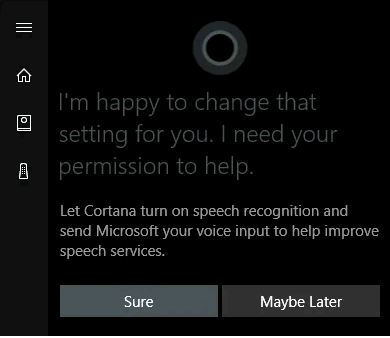 I'm happy to change that
setting for you. I need your
permission to help.
Let Cortana turn on speech recognition and
send Microsoft your voice input to help improve
speech services.
Sure
Maybe Later